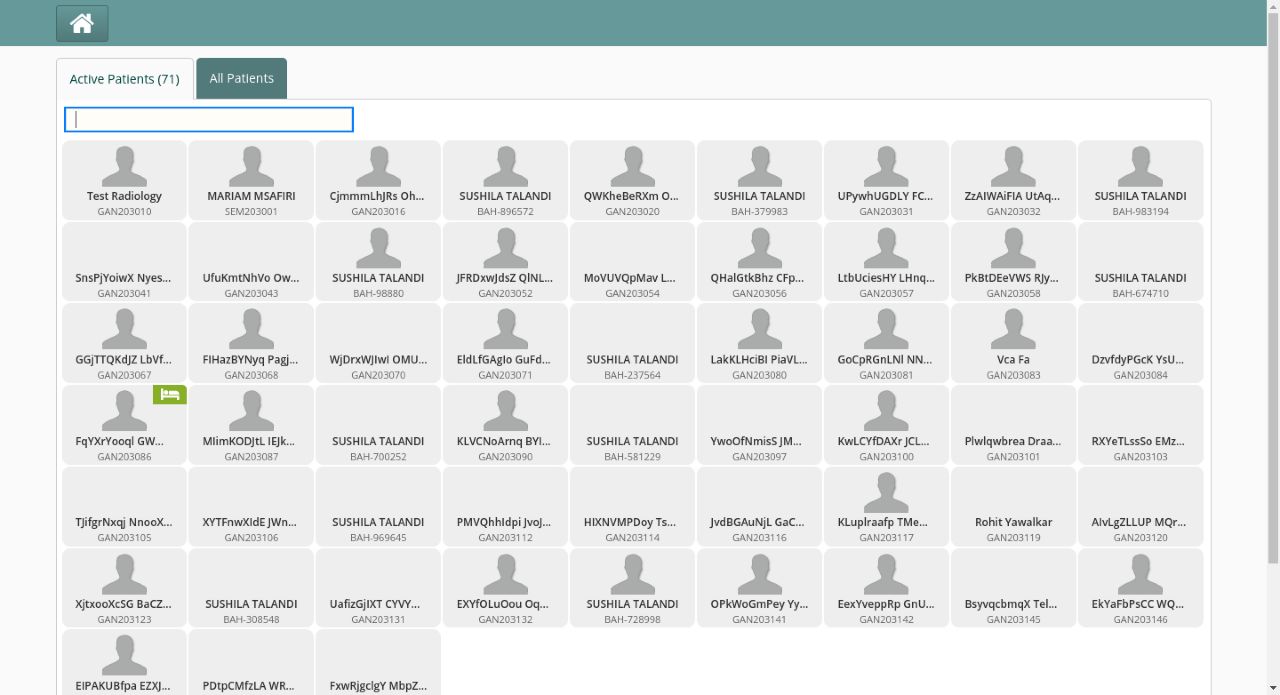 Active Patients (71)
All Patients
Test Radiology
GAN203010
MARIAM MSAFIRI
SEM203001
CjmmmLhJRs Oh...
GAN203016
SUSHILA TALANDI
BAH-896572
QWKheBeRXm O...
GAN203020
SUSHILA TALANDI
BAH-379983
UPywhUGDLY FC...
GAN203031
ZzAIWAiFIA UtAq...
GAN203032
SUSHILA TALANDI
BAH-983194
SnsPjYoiwX Nyes...
GAN203041
UfuKmtNhVo Ow...
GAN203043
SUSHILA TALANDI
BAH-98880
JFRDxwJdsZ QlNL...
GAN203052
MoVUVQpMav L...
GAN203054
QHalGtkBhz CFp...
GAN203056
LtbUciesHY LHnq...
GAN203057
PkBtDEeVWS RJy...
GAN203058
SUSHILA TALANDI
BAH-674710
GGjTTQKdJZ LbVf...
GAN203067
FIHazBYNyq Pagj...
GAN203068
WjDrxWJIwI OMU...
GAN203070
EldLfGAgIo GuFd...
GAN203071
SUSHILA TALANDI
BAH-237564
LakKLHciBI PiaVL...
GAN203080
GoCpRGnLNl NN...
GAN203081
Vca Fa
GAN203083
DzvfdyPGcK YsU...
GAN203084
FqYXrYooql GW...
GAN203086
MIimKODJtL IEJk...
GAN203087
SUSHILA TALANDI
BAH-700252
KLVCNoArnq BYI...
GAN203090
SUSHILA TALANDI
BAH-581229
YwoOfNmisS JM...
GAN203097
KwLCYfDAXr JCL...
GAN203100
Plwlqwbrea Draa...
GAN203101
RXYeTLssSo EMz...
GAN203103
TJifgrNxqj NnooX...
GAN203105
XYTFnwXIdE JWn...
GAN203106
SUSHILA TALANDI
BAH-969645
PMVQhhIdpi JvoJ...
GAN203112
HIXNVMPDoy Ts...
GAN203114
JvdBGAuNjL GaC...
GAN203116
KLuplraafp TMe...
GAN203117
Rohit Yawalkar
GAN203119
AIvLgZLLUP MQr...
GAN203120
XjtxooXcSG BaCZ...
GAN203123
SUSHILA TALANDI
BAH-308548
UafizGjIXT CYVY...
GAN203131
EXYfOLuOou Oq...
GAN203132
SUSHILA TALANDI
BAH-728998
OPkWoGmPey Yy...
GAN203141
EexYveppRp GnU...
GAN203142
BsyvqcbmqX Tel...
GAN203145
EkYaFbPsCC WQ...
GAN203146
EIPAKUBfpa EZXJ...
PDtpCMfzLA WR...
FxwRjgclgY MbpZ...